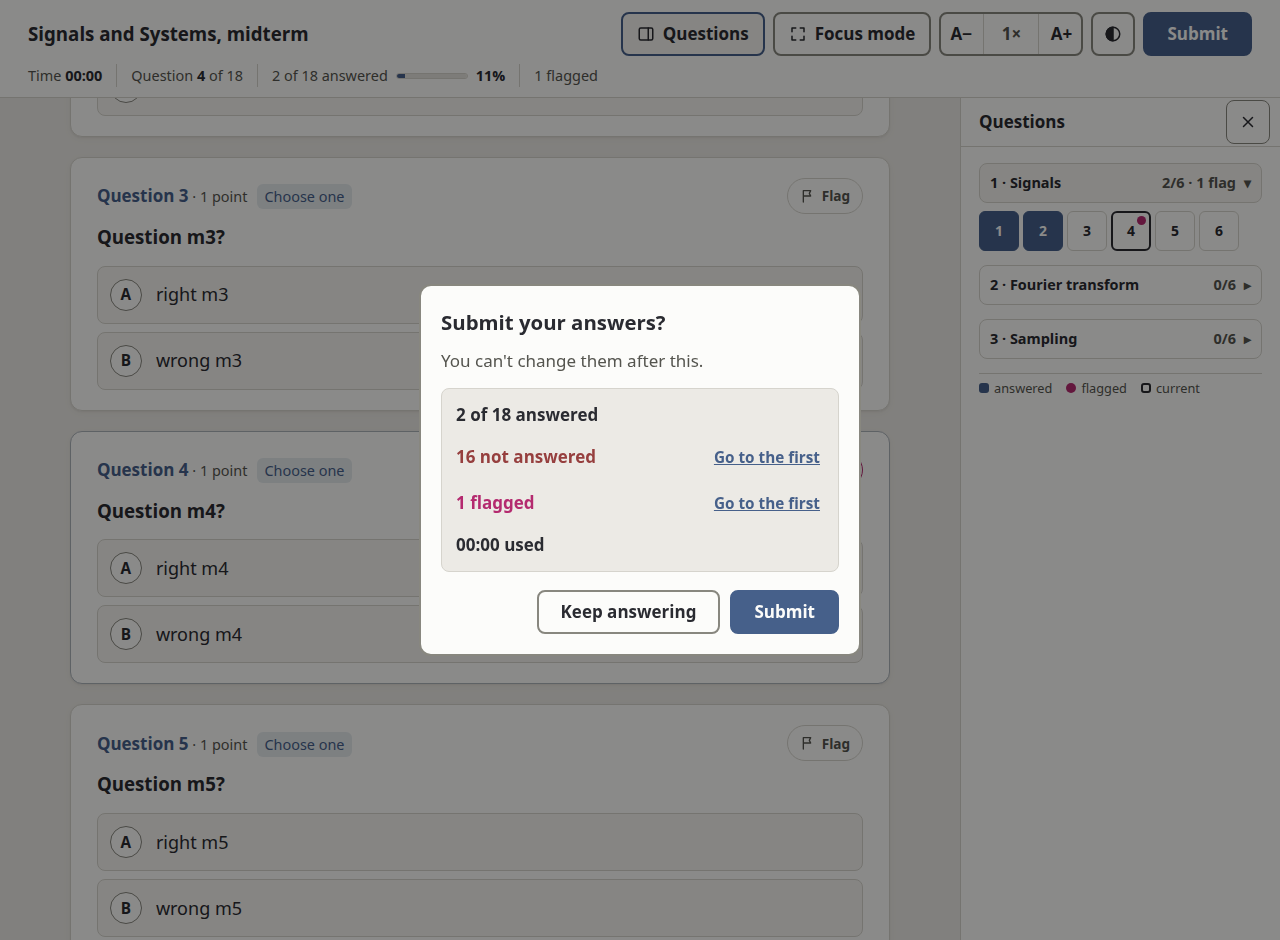 Signals and Systems, midterm
Questions
Focus mode
A−
1×
A+
Submit
Time 00:00
Question 4 of 18
2 of 18 answered
11%
1 flagged
Question 3 · 1 point
Choose one
Flag
Question m3?
A
right m3
B
wrong m3
Question 4 · 1 point
Choose one
Question m4?
A
right m4
B
wrong m4
Question 5 · 1 point
Choose one
Flag
Question m5?
A
right m5
B
wrong m5
Submit your answers?
You can't change them after this.
2 of 18 answered
16 not answered
Go to the first
1 flagged
Go to the first
00:00 used
Keep answering
Submit
Questions
1 · Signals
2/6 · 1 flag ▾
1
2
3
4
5
6
2 · Fourier transform
0/6 ▸
3 · Sampling
0/6 ▸
answered
flagged
current